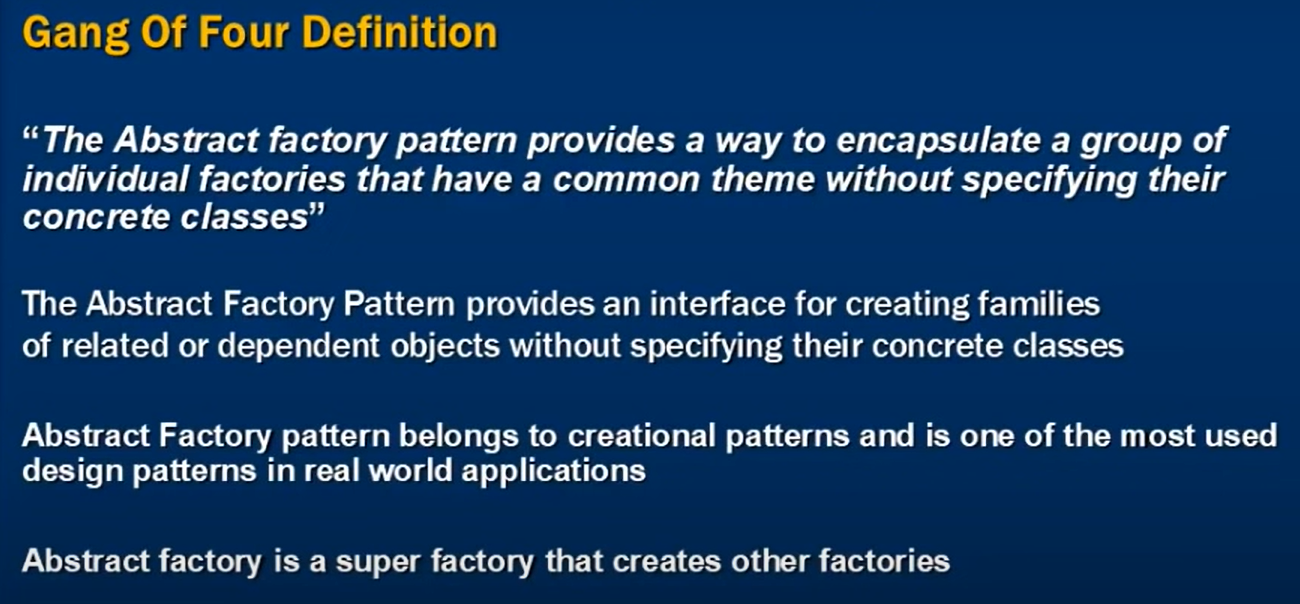 Gang Of Four Definition
“The Abstract factory pattern provides a way to encapsulate a group of
individual factories that have a common theme without specifying their
concrete classes”
The Abstract Factory Pattern provides an interface for creating families
of related or dependent objects without specifying their concrete classes
Abstract Factory pattern belongs to creational patterns and is one of the most used
design patterns in real world applications
Abstract factory is a super factory that creates other factories